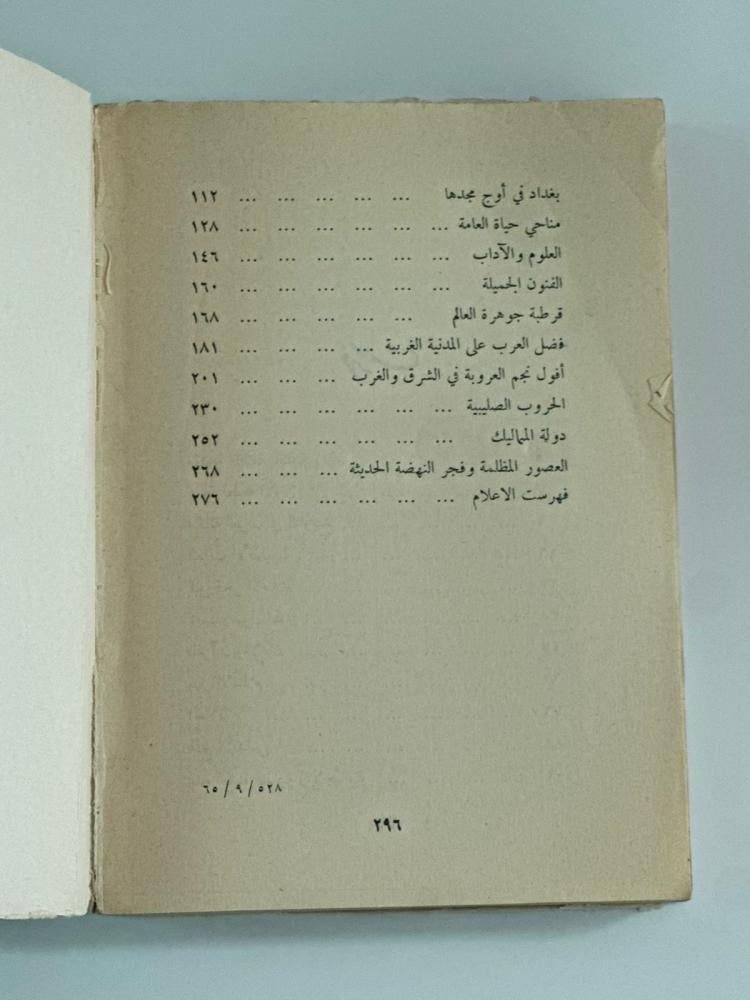 بغداد في أوج مجدها ... ... ... ... ... ١١٢
مناحي حياة العامة ... ... ... ... ... ... ١٢٨
العلوم والآداب ... ... ... ... ... ... ١٤٦
الفنون الجميلة ... ... ... ... ... ... ١٦٠
قرطبة جوهرة العالم ... ... ... ... ... ١٦٨
فضل العرب على المدنية الغربية ... ... ... ... ١٨١
أفول نجم العروبة في الشرق والغرب ... ... ... ٢٠١
الحروب الصليبية ... ... ... ... ... ... ٢٣٠
دولة المماليك ... ... ... ... ... ... ٢٥٢
العصور المظلمة وفجر النهضة الحديثة ... ... ... ٢٦٨
فهرست الاعلام ... ... ... ... ... ... ٢٧٦
٦٥/٩/٥٢٨
٢٩٦